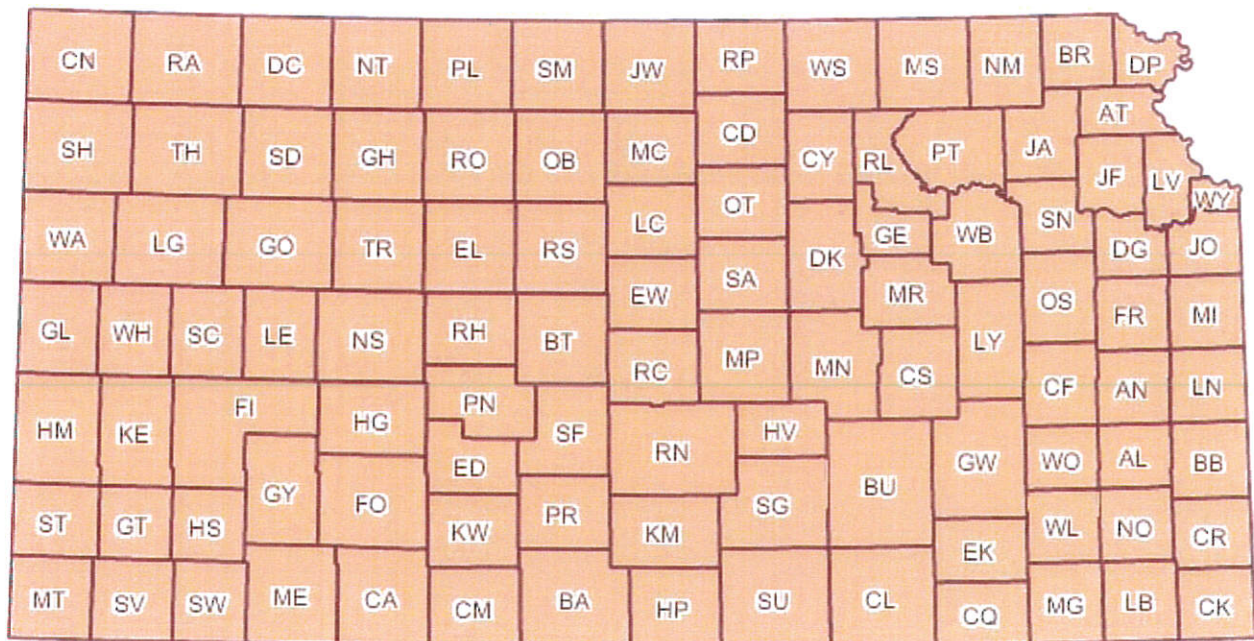 CN RA DC NT PL SM JW RP WS MS NM BR DP
SH TH SD GH RO OB MC CD CY RL PT JA AT
JF LV WY
WA LG GO TR EL RS LC OT DK GE WB SN DG JO
EW SA MR OS FR MI
GL WH SC LE NS RH BT RC MP MN CS LY CF AN LN
HM KE FI HG PN SF RN HV BU GW WO AL BB
ED
ST GT HS GY FO KW PR KM SG EK WL NO CR
MT SV SW ME CA CM BA HP SU CL CQ MG LB CK